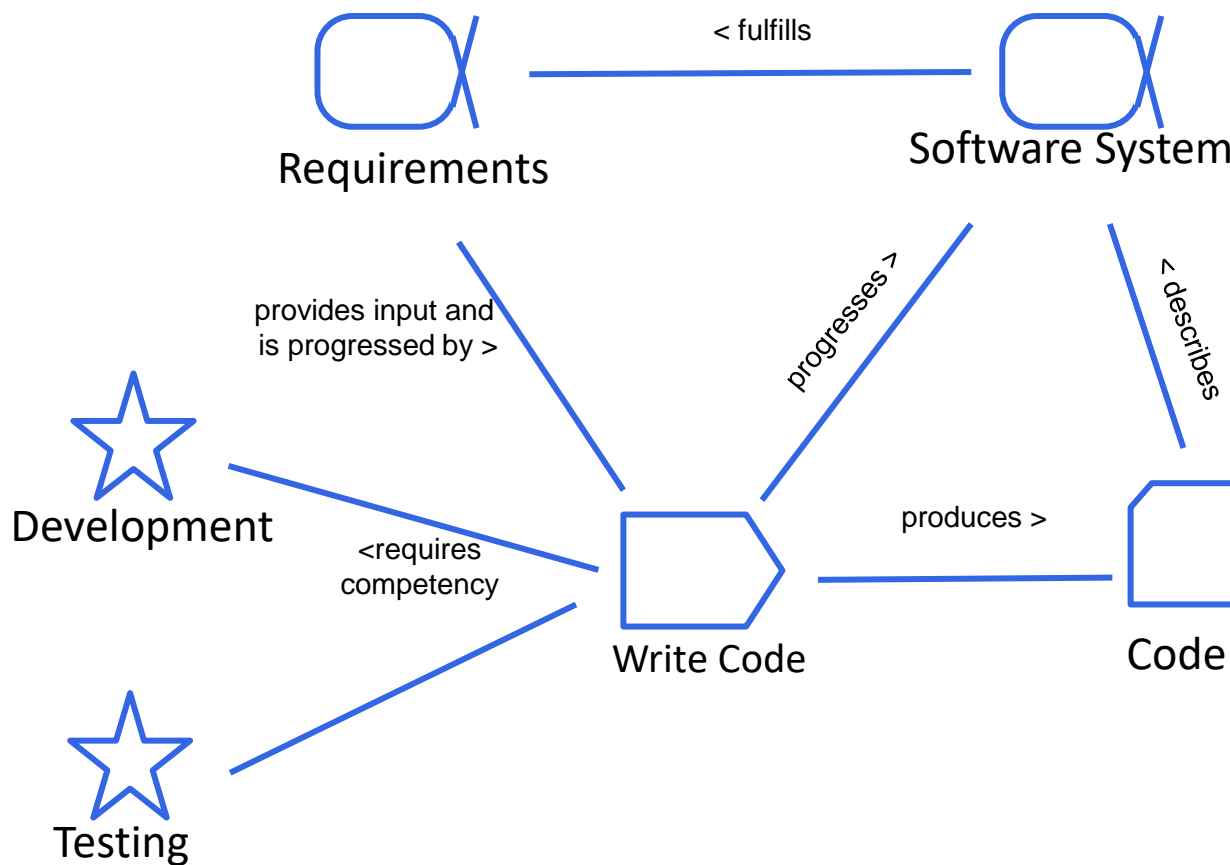 < fulfills
Requirements
Software System
provides input and
is progressed by >
progresses >
< describes
Development
<requires
competency
produces >
Write Code
Code
Testing